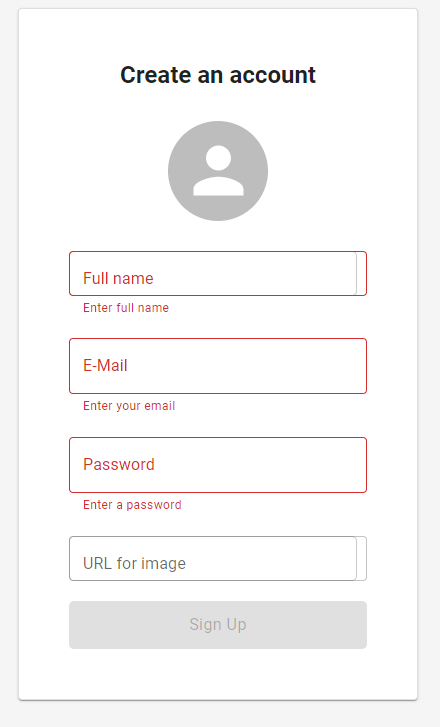 Create an account
Full name
Enter full name
E-Mail
Enter your email
Password
Enter a password
URL for image
Sign Up